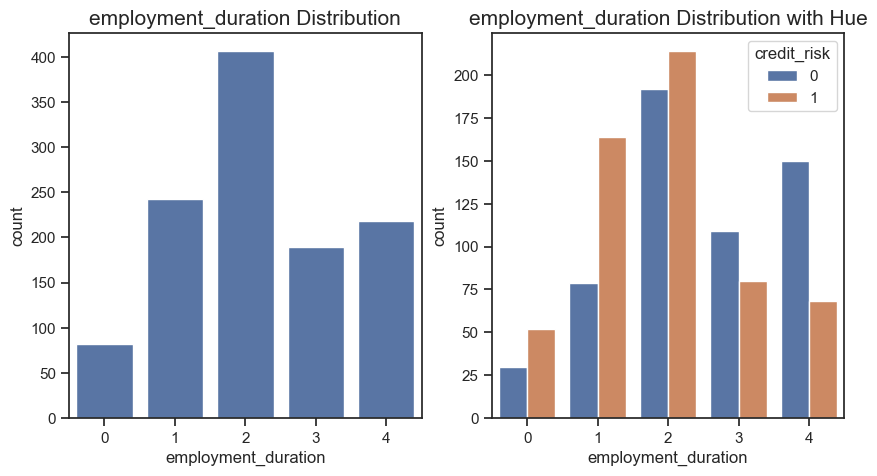 employment_duration Distribution
count
400
350
300
250
200
150
100
50
0
0 1 2 3 4
employment_duration
employment_duration Distribution with Hue
count
200
175
150
125
100
75
50
25
0
0 1 2 3 4
employment_duration
credit_risk
0
1